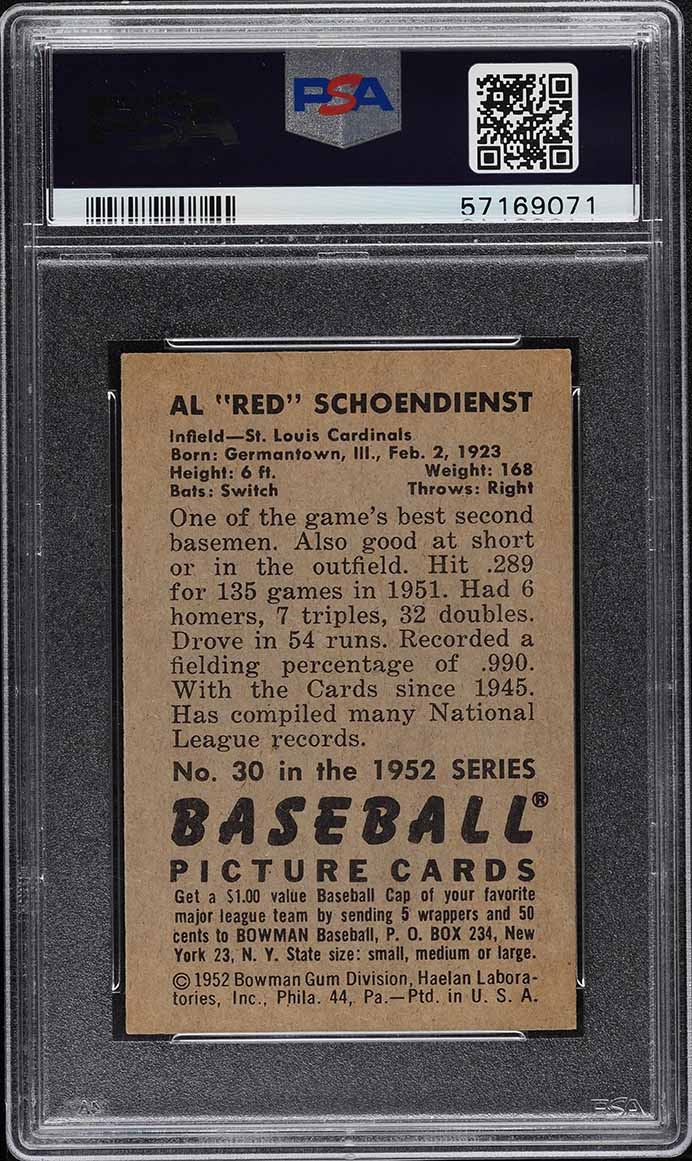 PSA
57169071
AL "RED" SCHOENDIENST
Infield—St. Louis Cardinals
Born: Germantown, Ill., Feb. 2, 1923
Height: 6 ft. Weight: 168
Bats: Switch Throws: Right
One of the game's best second
basemen. Also good at short
or in the outfield. Hit .289
for 135 games in 1951. Had 6
homers, 7 triples, 32 doubles.
Drove in 54 runs. Recorded a
fielding percentage of .990.
With the Cards since 1945.
Has compiled many National
League records.
No. 30 in the 1952 SERIES
BASEBALL®
PICTURE CARDS
Get a $1.00 value Baseball Cap of your favorite
major league team by sending 5 wrappers and 50
cents to BOWMAN Baseball, P. O. BOX 234, New
York 23, N. Y. State size: small, medium or large.
© 1952 Bowman Gum Division, Haelan Labora-
tories, Inc., Phila. 44, Pa.—Ptd. in U. S. A.
PSA